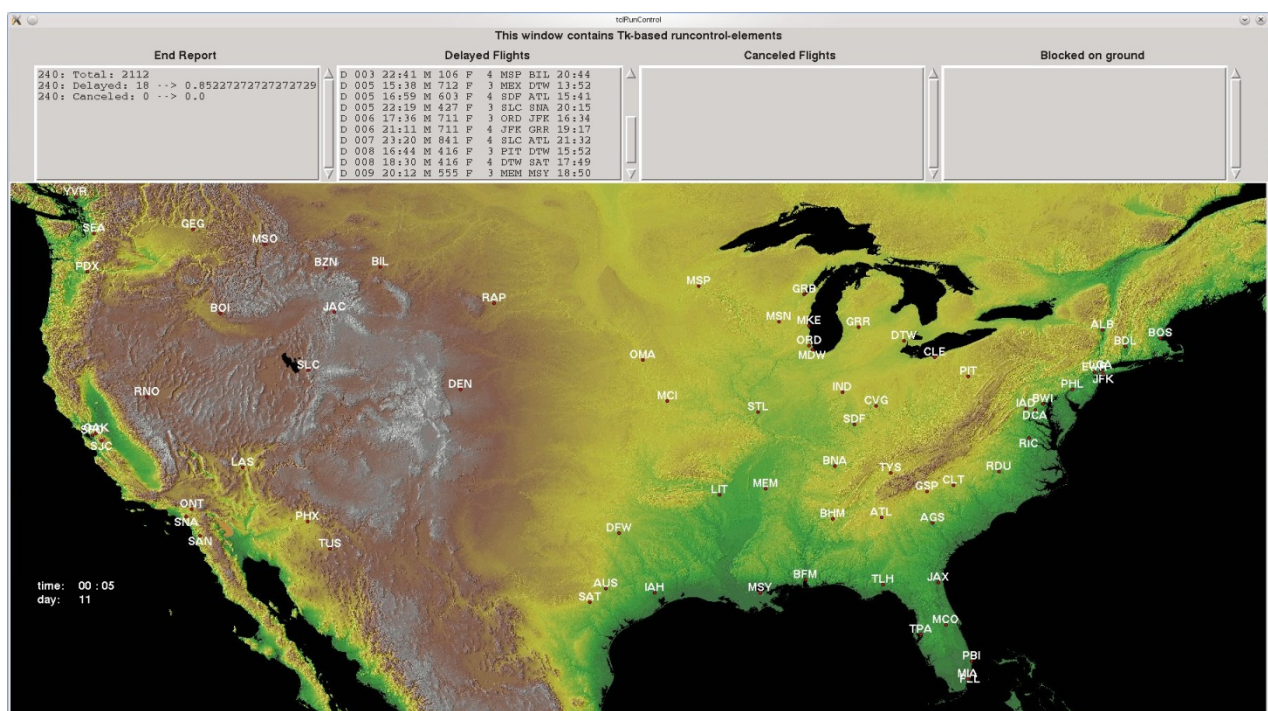 tclRunControl
This window contains Tk-based runcontrol-elements
End Report
Delayed Flights
Canceled Flights
Blocked on ground
240: Total: 2112
240: Delayed: 18 --> 0.85227272727272729
240: Canceled: 0 --> 0.0
D 003 22:41 M 106 F 4 MSP BIL 20:44
D 005 15:38 M 712 F 3 MEX DTW 13:52
D 005 16:59 M 603 F 4 SDF ATL 15:41
D 005 22:19 M 427 F 3 SLC SNA 20:15
D 006 17:36 M 711 F 3 ORD JFK 16:34
D 006 21:11 M 711 F 4 JFK GRR 19:17
D 007 23:20 M 841 F 4 SLC ATL 21:32
D 008 16:44 M 416 F 3 PIT DTW 15:52
D 008 18:30 M 416 F 4 DTW SAT 17:49
D 009 20:12 M 555 F 3 MEM MSY 18:50
YVR
SEA
GEG
MSO
PDX
BZN
BIL
MSP
GRB
RAP
BOI
JAC
MSN
MKE
GRR
ALB
BOS
DTW
BDL
ORD
MDW
CLE
OMA
SLC
PIT
EWR
JFK
DEN
RNO
IND
PHL
MCI
STL
CVG
IAD
BWI
DCA
SDF
OAK
SJC
RIC
LAS
BNA
TYS
RDU
LIT
MEM
GSP
CLT
ONT
PHX
BHM
ATL
AGS
SNA
DFW
SAN
TUS
time: 00 : 05
day: 11
AUS
SAT
IAH
MSY
BFM
TLH
JAX
MCO
TPA
PBI
MIA
FLL